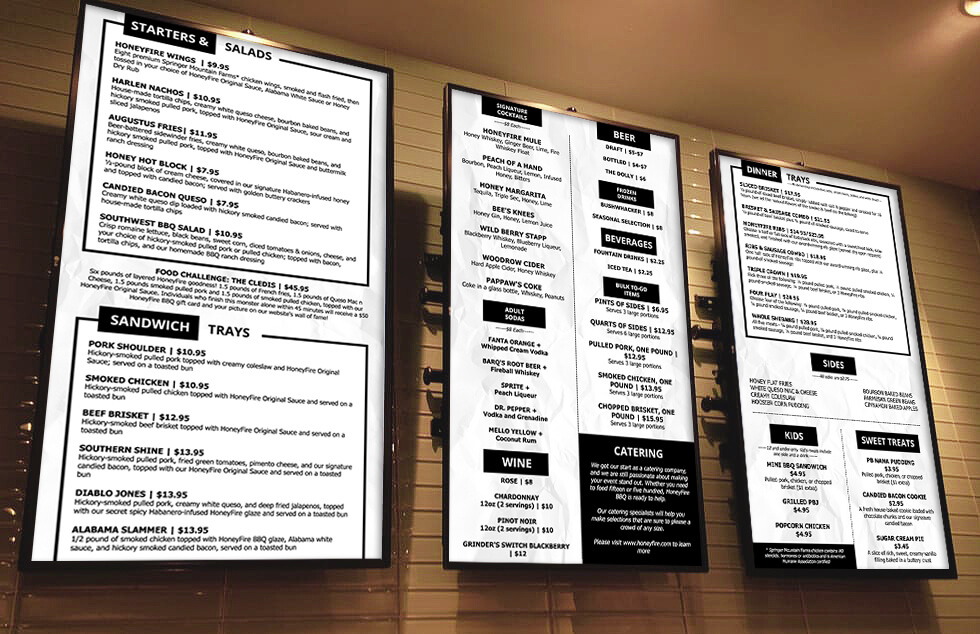 STARTERS & SALADS
HONEYFIRE WINGS | $9.95
Eight premium Springer Mountain Farms* chicken wings, smoked and flash fried, then
tossed in your choice of HoneyFire Original Sauce, Alabama White Sauce or Honey
Dry Rub
HARLEN NACHOS | $10.95
House-made tortilla chips, creamy white queso cheese, bourbon baked beans, and
hickory smoked pulled pork, topped with HoneyFire Original Sauce, sour cream and
sliced jalapenos
AUGUSTUS FRIES| $11.95
Beer-battered sidewinder fries, creamy white queso, bourbon baked beans, and
hickory smoked pulled pork, topped with HoneyFire Original Sauce and buttermilk
ranch dressing
HONEY HOT BLOCK | $7.95
½-pound block of cream cheese, covered in our signature Habanero-infused honey
and topped with candied bacon; served with golden buttery crackers
CANDIED BACON QUESO | $7.95
Creamy white queso dip loaded with hickory smoked candied bacon; served with
house-made tortilla chips
SOUTHWEST BBQ SALAD | $10.95
Crisp romaine lettuce, black beans, sweet corn, diced tomatoes & onions, cheese, and
your choice of hickory-smoked pulled pork or pulled chicken; topped with bacon,
tortilla chips, and our homemade BBQ ranch dressing
FOOD CHALLENGE: THE CLEDIS | $45.95
Six pounds of layered HoneyFire goodness! 1.5 pounds of French fries, 1.5 pounds of Queso Mac n
Cheese, 1.5 pounds smoked pulled pork and 1.5 pounds of smoked pulled chicken, topped with our
HoneyFire Original Sauce. Individuals who finish this monster alone within 45 minutes will receive a $50
HoneyFire BBQ gift card and your picture on our website's wall of fame!
SANDWICH TRAYS
PORK SHOULDER | $10.95
Hickory-smoked pulled pork topped with creamy coleslaw and HoneyFire Original
Sauce; served on a toasted bun
SMOKED CHICKEN | $10.95
Hickory-smoked pulled chicken topped with HoneyFire Original Sauce and served on a
toasted bun
BEEF BRISKET | $12.95
Hickory-smoked beef brisket topped with HoneyFire Original Sauce and served on a
toasted bun
SOUTHERN SHINE | $13.95
Hickory-smoked pulled pork, fried green tomatoes, pimento cheese, and our signature
candied bacon, topped with our HoneyFire Original Sauce and served on a toasted
bun
DIABLO JONES | $13.95
Hickory-smoked pulled pork, creamy white queso, and deep fried jalapenos, topped
with our secret spicy Habanero-infused HoneyFire glaze and served on a toasted bun
ALABAMA SLAMMER | $13.95
1/2 pound of smoked chicken topped with HoneyFire BBQ glaze, Alabama white
sauce, and hickory smoked candied bacon, served on a toasted bun
SIGNATURE
COCKTAILS
$8 Each
HONEYFIRE MULE
Honey Whiskey, Ginger Beer, Lime, Fire
Whiskey Float
PEACH OF A HAND
Bourbon, Peach Liqueur, Lemon, Infused
Honey, Bitters
HONEY MARGARITA
Tequila, Triple Sec, Honey, Lime
BEE'S KNEES
Honey Gin, Honey, Lemon Juice
WILD BERRY STAPP
Blackberry Whiskey, Blueberry Liqueur,
Lemonade
WOODROW CIDER
Hard Apple Cider, Honey Whiskey
PAPPAW'S COKE
Coke in a glass bottle, Whiskey, Peanuts
ADULT
SODAS
$8 Each
FANTA ORANGE +
Whipped Cream Vodka
BARQ'S ROOT BEER +
Fireball Whiskey
SPRITE +
Peach Liqueur
DR. PEPPER +
Vodka and Grenadine
MELLO YELLOW +
Coconut Rum
WINE
ROSE | $8
CHARDONNAY
12oz (2 servings) | $10
PINOT NOIR
12oz (2 servings) | $10
GRINDER'S SWITCH BLACKBERRY
| $12
BEER
DRAFT | $5-$7
BOTTLED | $4-$7
THE DOLLY | $6
FROZEN
DRINKS
BUSHWHACKER | $8
SEASONAL SELECTION | $8
BEVERAGES
FOUNTAIN DRINKS | $2.25
ICED TEA | $2.25
BULK TO-GO
ITEMS
PINTS OF SIDES | $6.95
Serves 3 large portions
QUARTS OF SIDES | $12.95
Serves 6 large portions
PULLED PORK, ONE POUND |
$12.95
Serves 3 large portions
SMOKED CHICKEN, ONE
POUND | $13.95
Serves 3 large portions
CHOPPED BRISKET, ONE
POUND | $15.95
Serves 3 large portions
CATERING
We got our start as a catering company,
and we are still passionate about making
your event stand out. Whether you need
to feed fifteen or five hundred, HoneyFire
BBQ is ready to help.
Our catering specialists will help you
make selections that are sure to please a
crowd of any size.
Please visit www.honeyfire.com to learn
more
DINNER TRAYS
SLICED BRISKET | $17.95
BRISKET & SAUSAGE COMBO | $21.95
HONEYFIRE RIBS |
RIBS & SAUSAGE COMBO | $18.95
TRIPLE CROWN | $19.95
FOUR PLAY | $24.95
WHOLE SHEBANG | $28.95
SIDES
All sides are $2.75
HONEY FLAT FRIES
WHITE QUESO MAC & CHEESE
CREAMY COLESLAW
HOOSIER CORN PUDDING
BOURBON BAKED BEANS
PARMESAN GREEN BEANS
CINNAMON BAKED APPLES
KIDS
12 and under only. Kid's meals include
one side and a drink
MINI BBQ SANDWICH
$4.95
Pulled pork, chicken, or chopped
brisket ($1 extra)
GRILLED PBJ
$4.95
POPCORN CHICKEN
$4.95
* Springer Mountain Farms chicken contains NO
steroids, hormones or antibiotics and is American
Humane Association certified!
SWEET TREATS
PB NANA PUDDING
$3.95
Pulled pork, chicken, or chopped
brisket ($1 extra)
CANDIED BACON COOKIE
$2.95
A fresh house baked cookie loaded with
chocolate chunks and our signature
candied bacon
SUGAR CREAM PIE
$3.45
A slice of rich, sweet, creamy vanilla
filling baked in a buttery crust